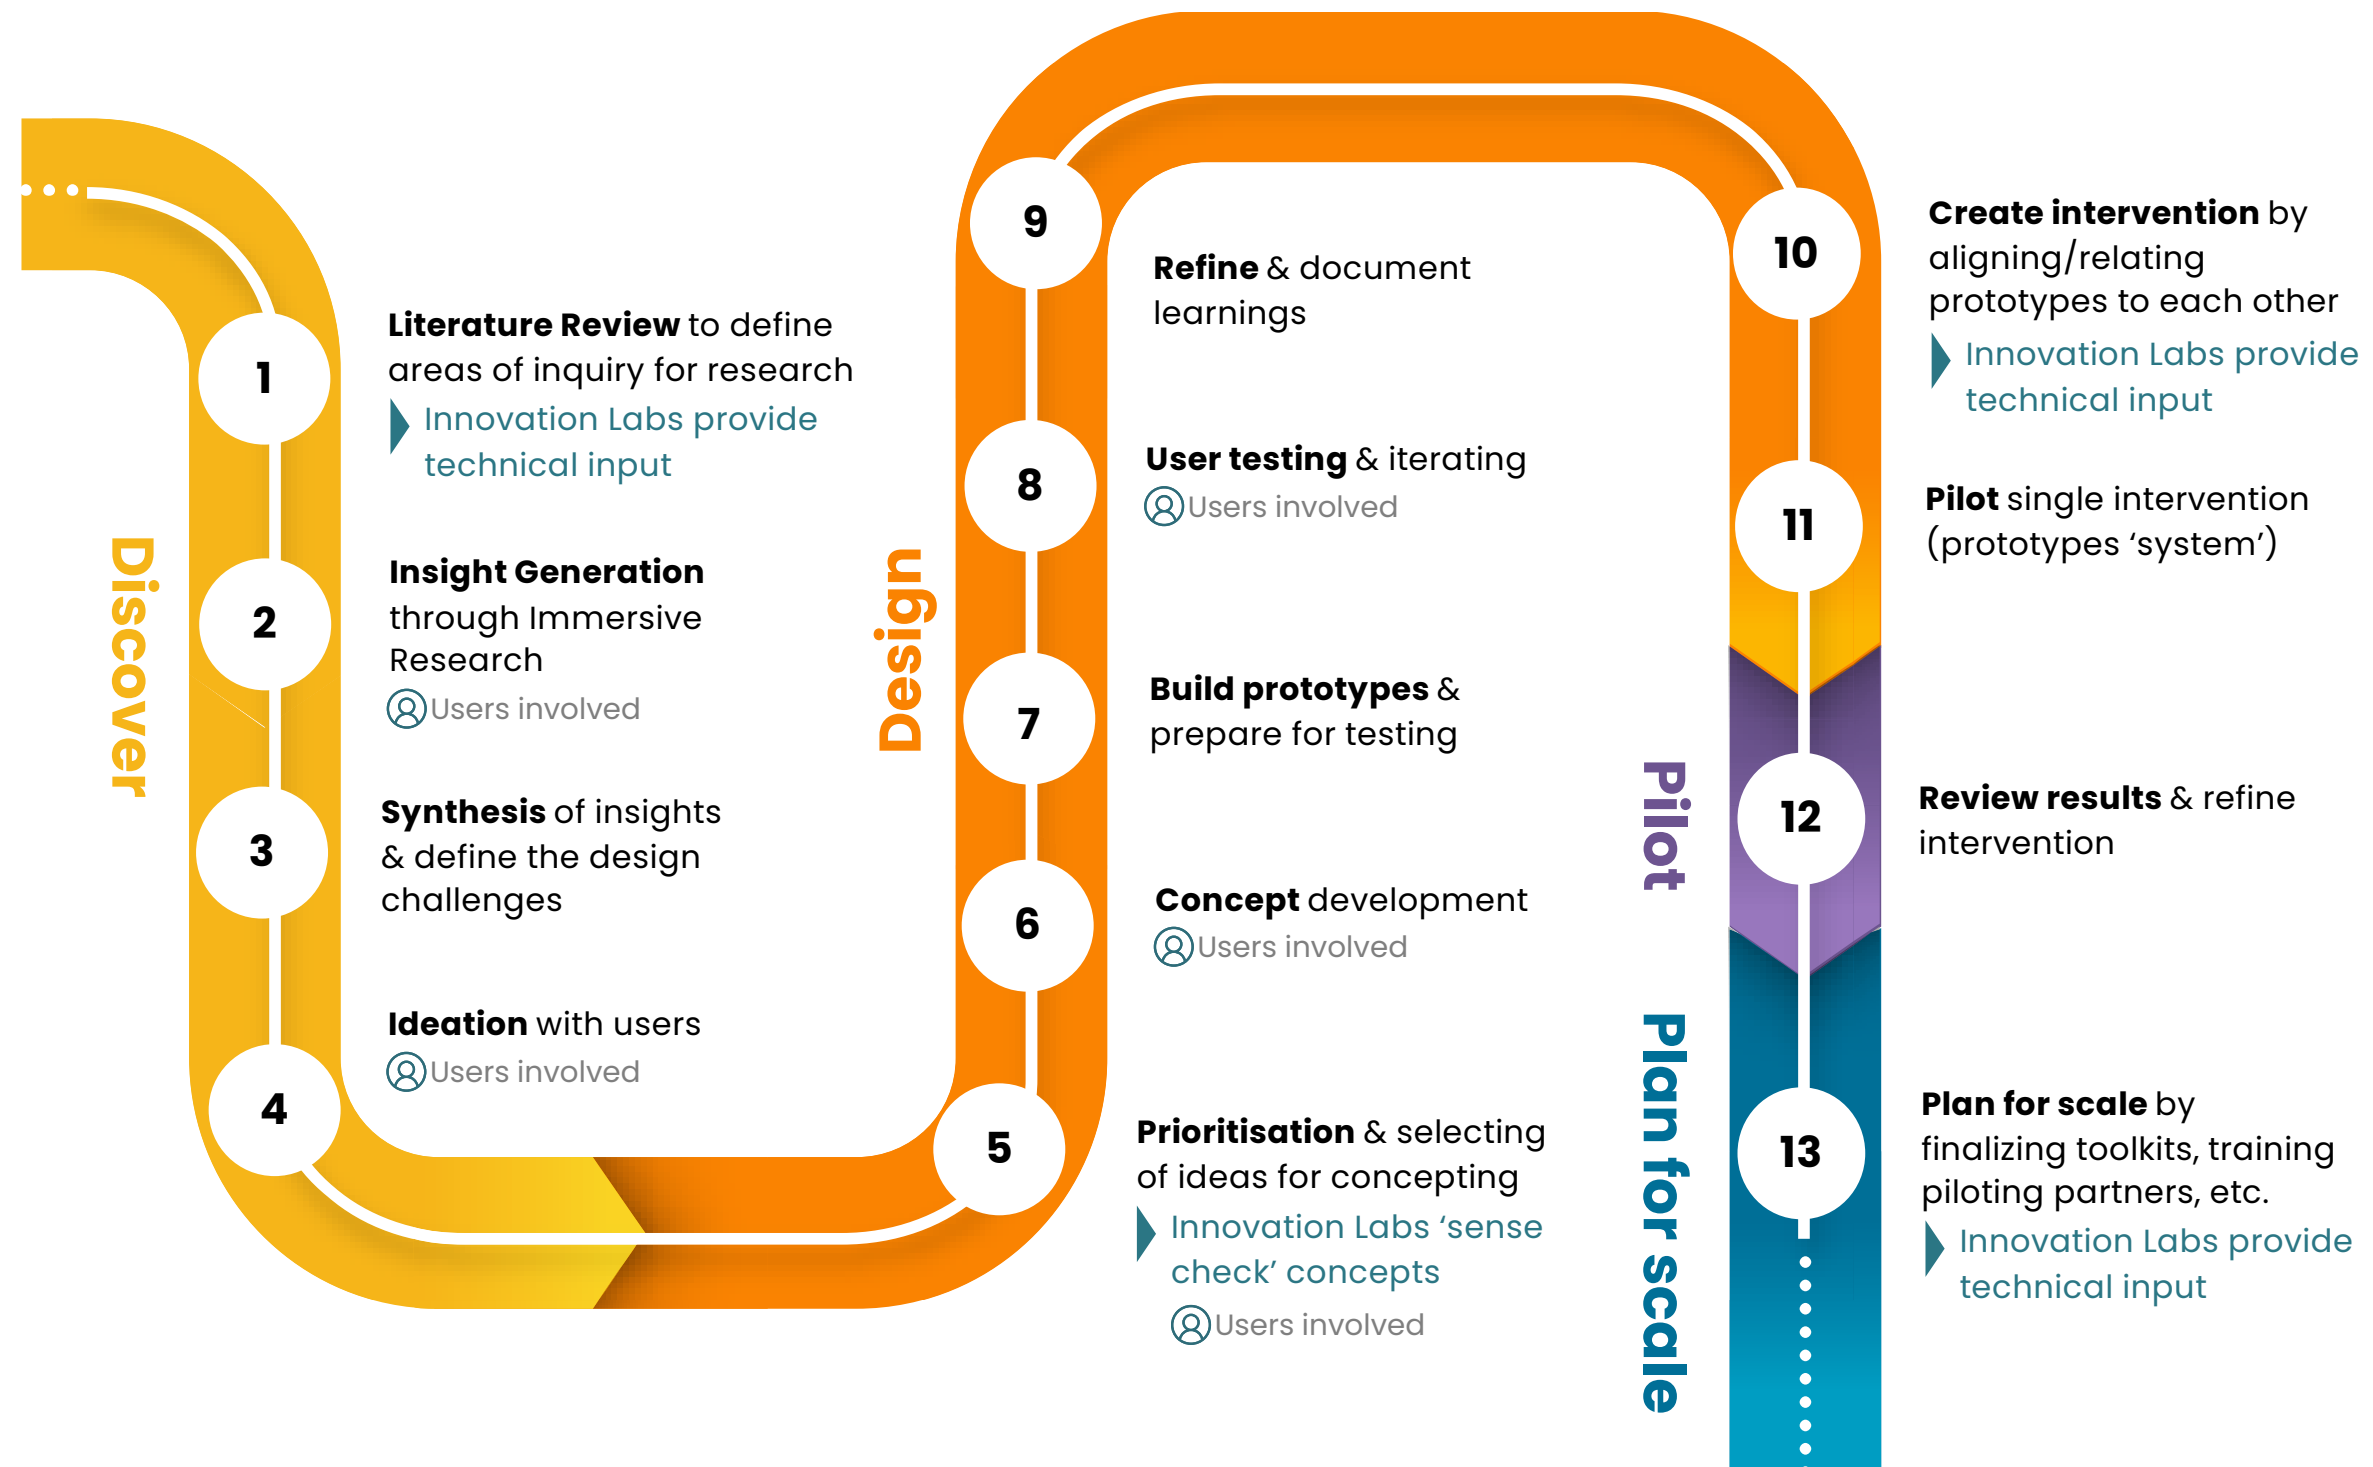 Discover
1
Literature Review to define
areas of inquiry for research
Innovation Labs provide
technical input
2
Insight Generation
through Immersive
Research
Users involved
3
Synthesis of insights
& define the design
challenges
4
Ideation with users
Users involved
Design
5
Prioritisation & selecting
of ideas for concepting
Innovation Labs ‘sense
check’ concepts
Users involved
6
Concept development
Users involved
7
Build prototypes &
prepare for testing
8
User testing & iterating
Users involved
9
Refine & document
learnings
10
Create intervention by
aligning/relating
prototypes to each other
Innovation Labs provide
technical input
11
Pilot single intervention
(prototypes ‘system’)
Pilot
12
Review results & refine
intervention
Plan for scale
13
Plan for scale by
finalizing toolkits, training
piloting partners, etc.
Innovation Labs provide
technical input